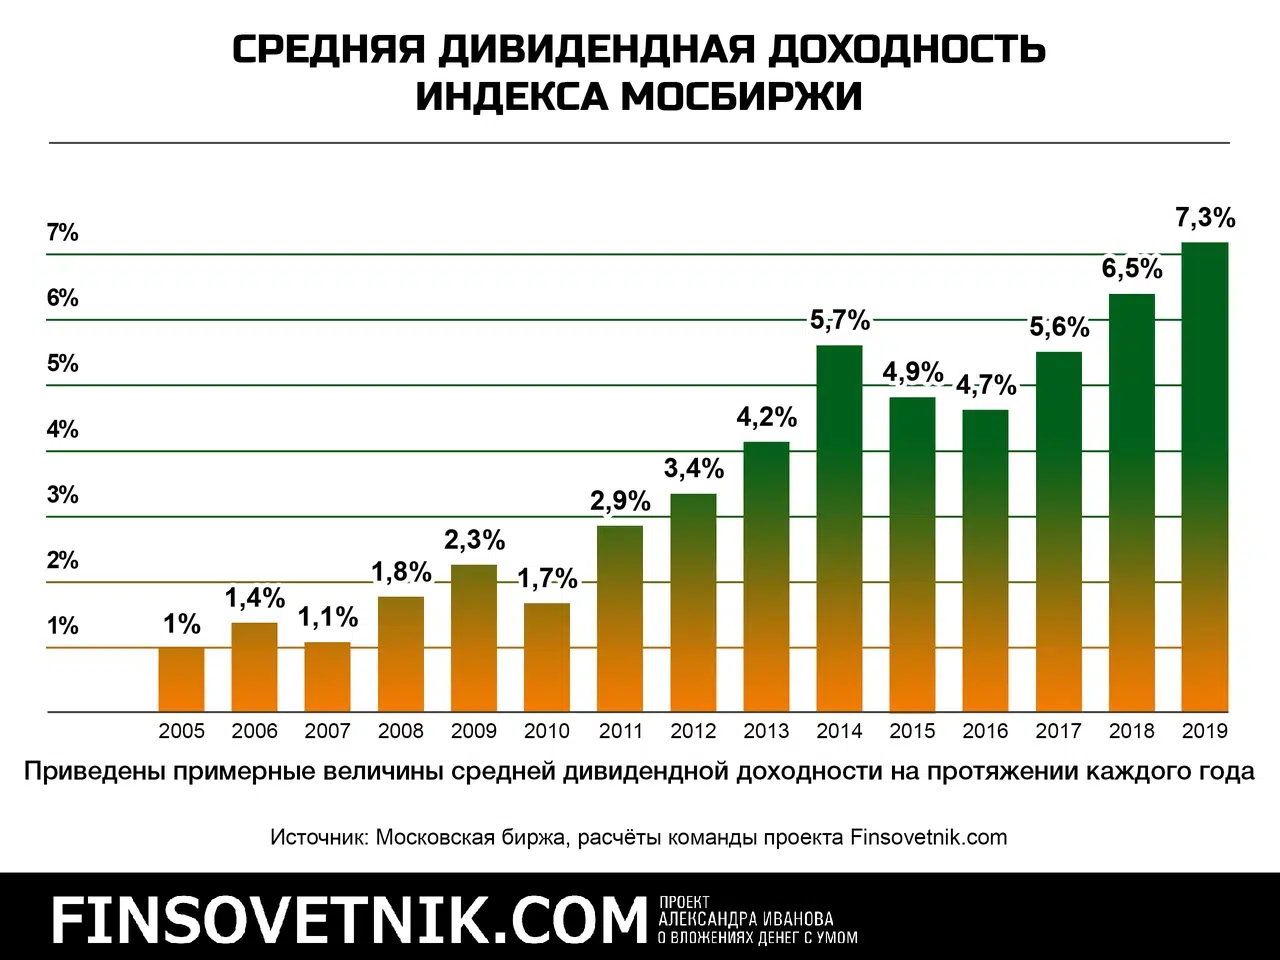 СРЕДНЯЯ ДИВИДЕНДНАЯ ДОХОДНОСТЬ
ИНДЕКСА МОСБИРЖИ
7%
6%
5%
4%
3%
2%
1%
1%
1,4%
1,1%
1,8%
2,3%
1,7%
2,9%
3,4%
4,2%
5,7%
4,9%
4,7%
5,6%
6,5%
7,3%
2005 2006 2007 2008 2009 2010 2011 2012 2013 2014 2015 2016 2017 2018 2019
Приведены примерные величины средней дивидендной доходности на протяжении каждого года
Источник: Московская биржа, расчёты команды проекта Finsovetnik.com
FINSOVETNIK.COM
ПРОЕКТ
АЛЕКСАНДРА ИВАНОВА
О ВЛОЖЕНИЯХ ДЕНЕГ С УМОМ